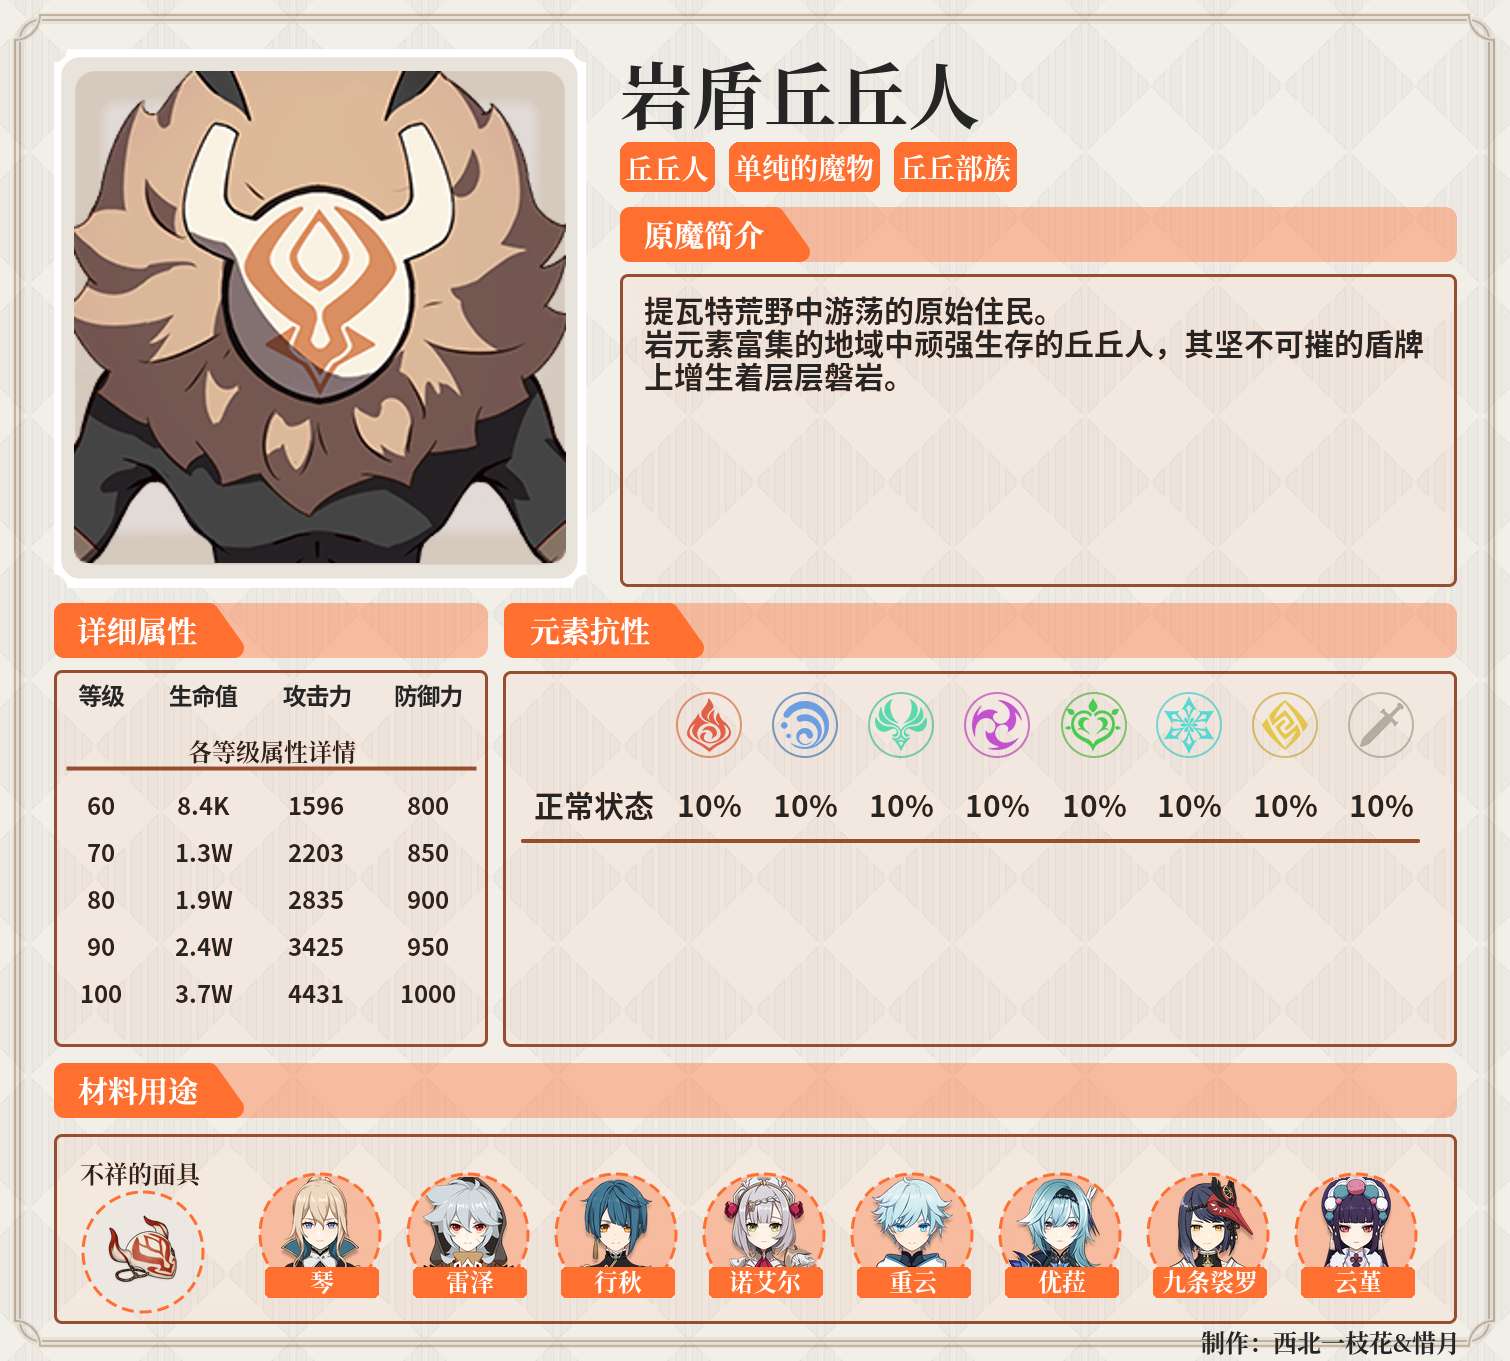 岩盾丘丘人
丘丘人 单纯的魔物 丘丘部族
原魔简介
提瓦特荒野中游荡的原始住民。
岩元素富集的地域中顽强生存的丘丘人，其坚不可摧的盾牌
上增生着层层磐岩。
详细属性
等级 生命值 攻击力 防御力
各等级属性详情
60 8.4K 1596 800
70 1.3W 2203 850
80 1.9W 2835 900
90 2.4W 3425 950
100 3.7W 4431 1000
元素抗性
正常状态 10% 10% 10% 10% 10% 10% 10% 10%
材料用途
不祥的面具
琴 雷泽 行秋 诺艾尔 重云 优菈 九条裟罗 云堇
制作：西北一枝花&惜月